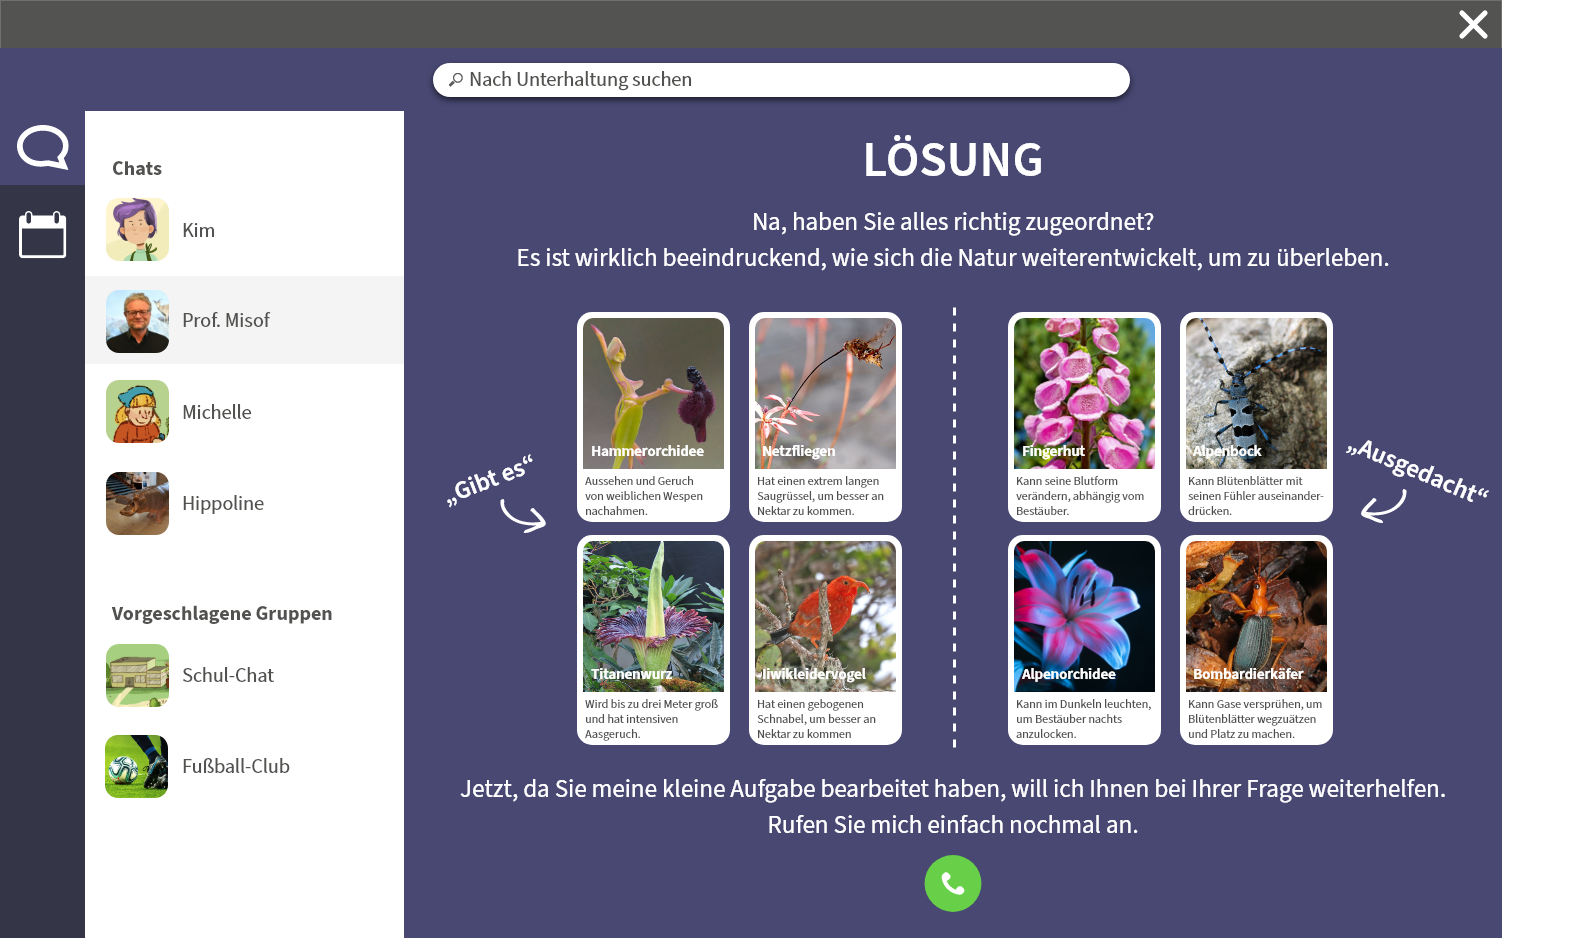 Nach Unterhaltung suchen
Chats
Kim
Prof. Misof
Michelle
Hippoline
Vorgeschlagene Gruppen
Schul-Chat
Fußball-Club
LÖSUNG
Na, haben Sie alles richtig zugeordnet?
Es ist wirklich beeindruckend, wie sich die Natur weiterentwickelt, um zu überleben.
„Gibt es“
Hammerorchidee
Aussehen und Geruch
von weiblichen Wespen
nachahmen.
Netzfliegen
Hat einen extrem langen
Saugrüssel, um besser an
Nektar zu kommen.
Titanenwurz
Wird bis zu drei Meter groß
und hat intensiven
Aasgeruch.
Iiwikleidervogel
Hat einen gebogenen
Schnabel, um besser an
Nektar zu kommen
„Ausgedacht“
Fingerhut
Kann seine Blutform
verändern, abhängig vom
Bestäuber.
Alpenbock
Kann Blütenblätter mit
seinen Fühler auseinander-
drücken.
Alpenorchidee
Kann im Dunkeln leuchten,
um Bestäuber nachts
anzulocken.
Bombardierkäfer
Kann Gase versprühen, um
Blütenblätter wegzuätzen
und Platz zu machen.
Jetzt, da Sie meine kleine Aufgabe bearbeitet haben, will ich Ihnen bei Ihrer Frage weiterhelfen.
Rufen Sie mich einfach nochmal an.